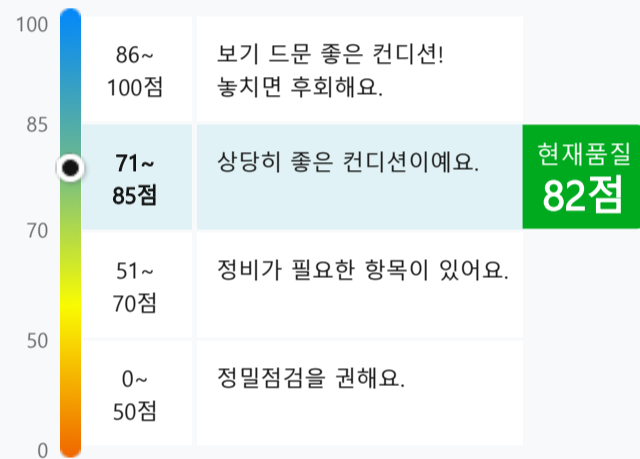 100
86~
100점
보기 드문 좋은 컨디션!
놓치면 후회해요.
85
71~
85점
상당히 좋은 컨디션이예요.
현재품질
82점
70
51~
70점
정비가 필요한 항목이 있어요.
50
0~
50점
정밀점검을 권해요.
0